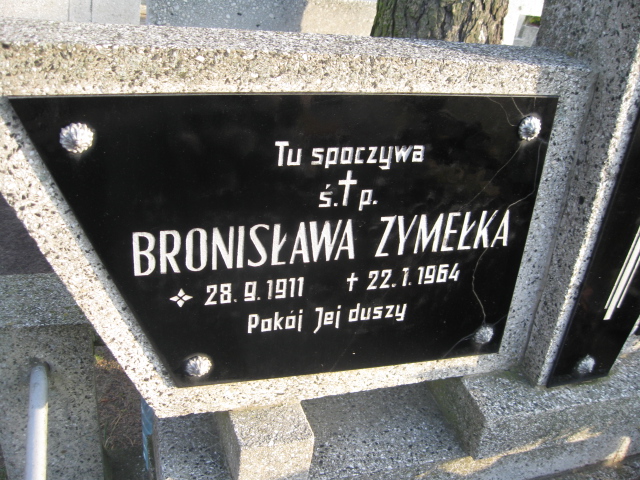 Tu spoczywa
ś.†p.
BRONISŁAWA ZYMEŁKA
28.9.1911 †22.1.1964
Pokój Jej duszy